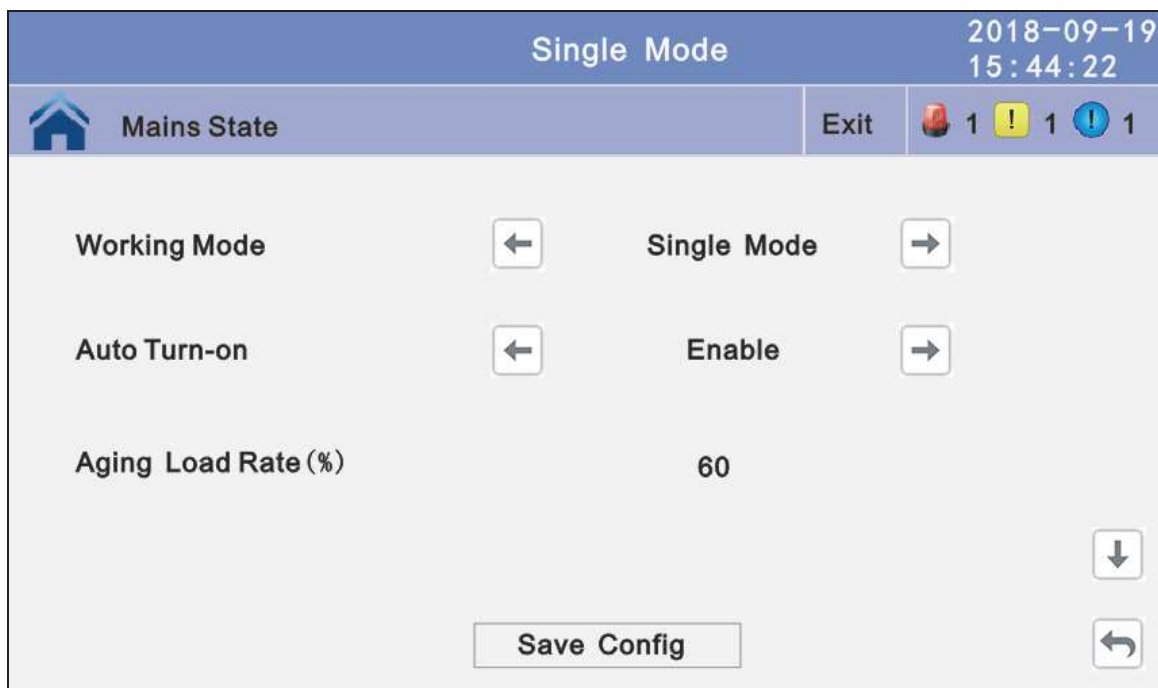 Single Mode
2018-09-19
15:44:22
Mains State
Exit
1 ! 1 ! 1
Working Mode
Single Mode
Auto Turn-on
Enable
Aging Load Rate(%)
60
Save Config